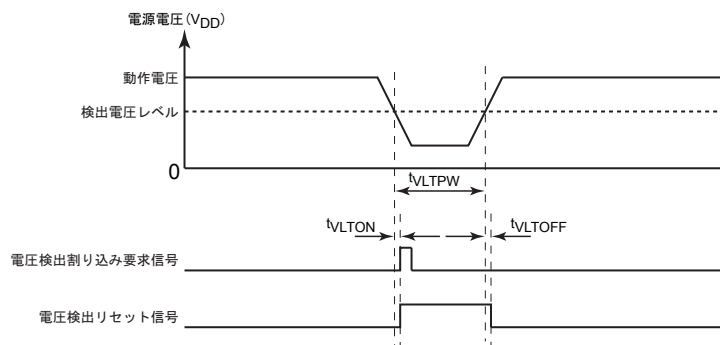 電源電圧(VDD)
動作電圧
検出電圧レベル
0
tVLTPW
tVLTON
tVLTOFF
電圧検出割り込み要求信号
電圧検出リセット信号